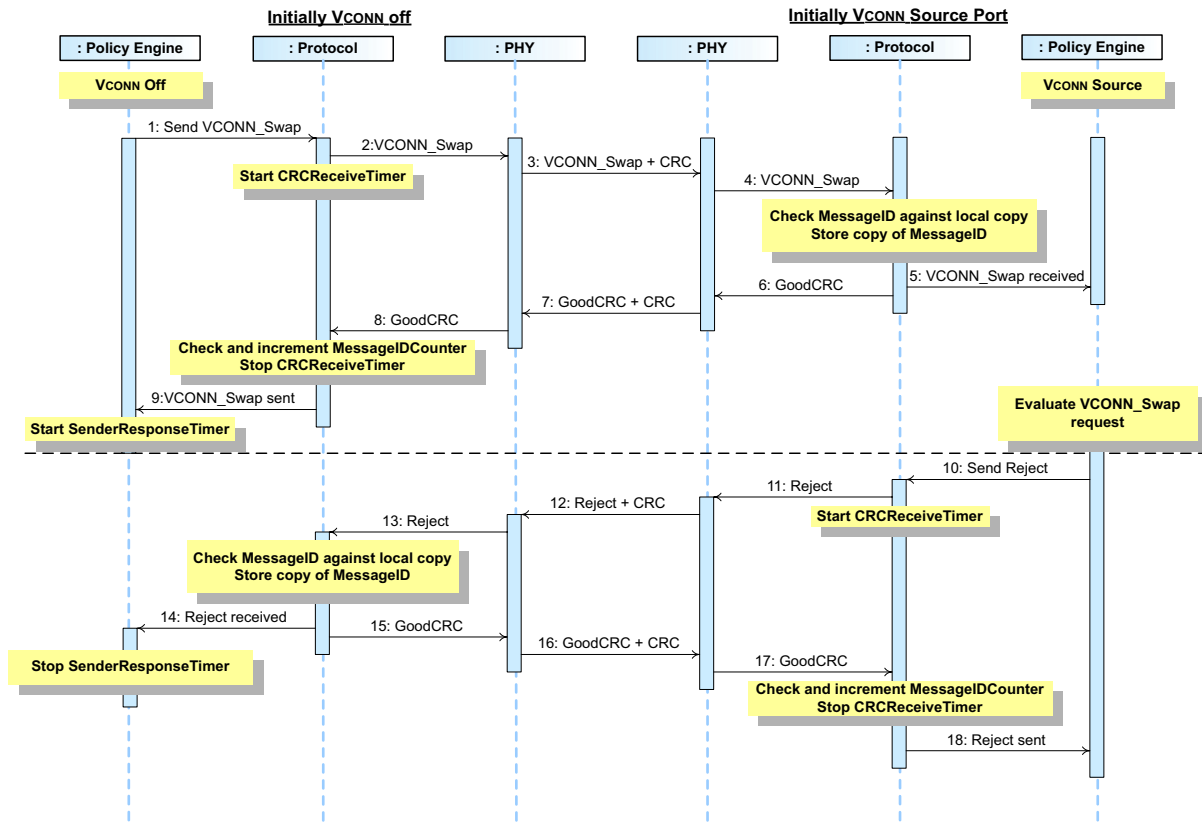 Initially VCONN off
Initially VCONN Source Port
: Policy Engine
: Protocol
: PHY
: PHY
: Protocol
: Policy Engine
VCONN Off
VCONN Source
1: Send VCONN_Swap
2:VCONN_Swap
3: VCONN_Swap + CRC
Start CRCReceiveTimer
4: VCONN_Swap
Check MessageID against local copy
Store copy of MessageID
5: VCONN_Swap received
6: GoodCRC
7: GoodCRC + CRC
8: GoodCRC
Check and increment MessageIDCounter
Stop CRCReceiveTimer
9:VCONN_Swap sent
Start SenderResponseTimer
Evaluate VCONN_Swap
request
10: Send Reject
11: Reject
12: Reject + CRC
Start CRCReceiveTimer
13: Reject
Check MessageID against local copy
Store copy of MessageID
14: Reject received
15: GoodCRC
16: GoodCRC + CRC
Stop SenderResponseTimer
17: GoodCRC
Check and increment MessageIDCounter
Stop CRCReceiveTimer
18: Reject sent